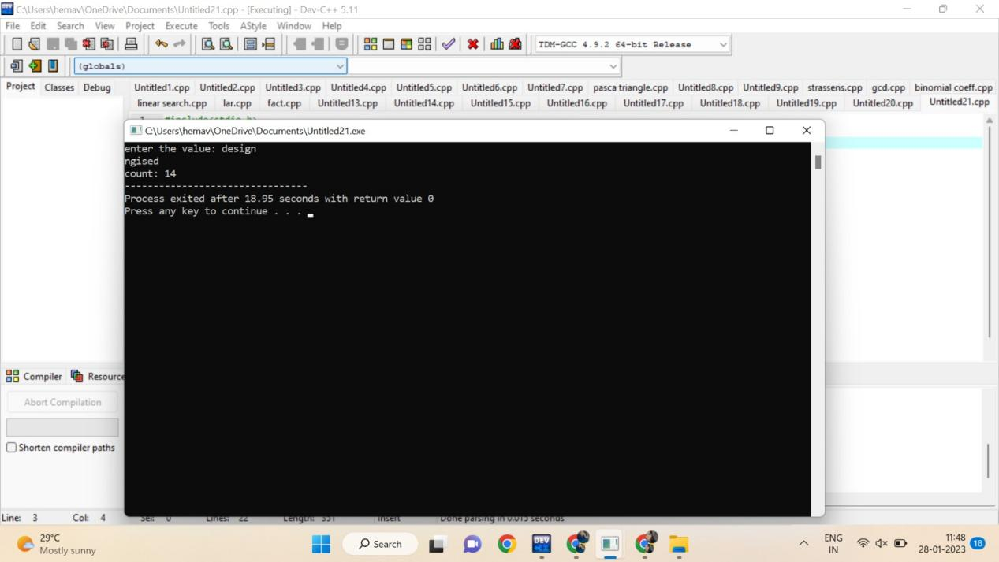 C:\Users\hemav\OneDrive\Documents\Untitled21.cpp - [Executing] - Dev-C++ 5.11
File Edit Search View Project Execute Tools AStyle Window Help
TDM-GCC 4.9.2 64-bit Release
(globals)
Project Classes Debug
Untitled1.cpp Untitled2.cpp Untitled3.cpp Untitled4.cpp Untitled5.cpp Untitled6.cpp Untitled7.cpp pasca triangle.cpp Untitled8.cpp Untitled9.cpp strassens.cpp gcd.cpp binomial coeff.cpp
linear search.cpp lar.cpp fact.cpp Untitled13.cpp Untitled14.cpp Untitled15.cpp Untitled16.cpp Untitled17.cpp Untitled18.cpp Untitled19.cpp Untitled20.cpp Untitled21.cpp
1 #include<stdio.h>
C:\Users\hemav\OneDrive\Documents\Untitled21.exe
enter the value: design
ngised
count: 14
--------------------------------
Process exited after 18.95 seconds with return value 0
Press any key to continue . . .
Compiler Resource
Abort Compilation
Shorten compiler paths
Line: 3 Col: 4 Sel: 0 Lines: 22 Length: 351 Insert Done parsing in 0.015 seconds
29°C
Mostly sunny
Search
DEV
ENG
IN
11:48
28-01-2023
18